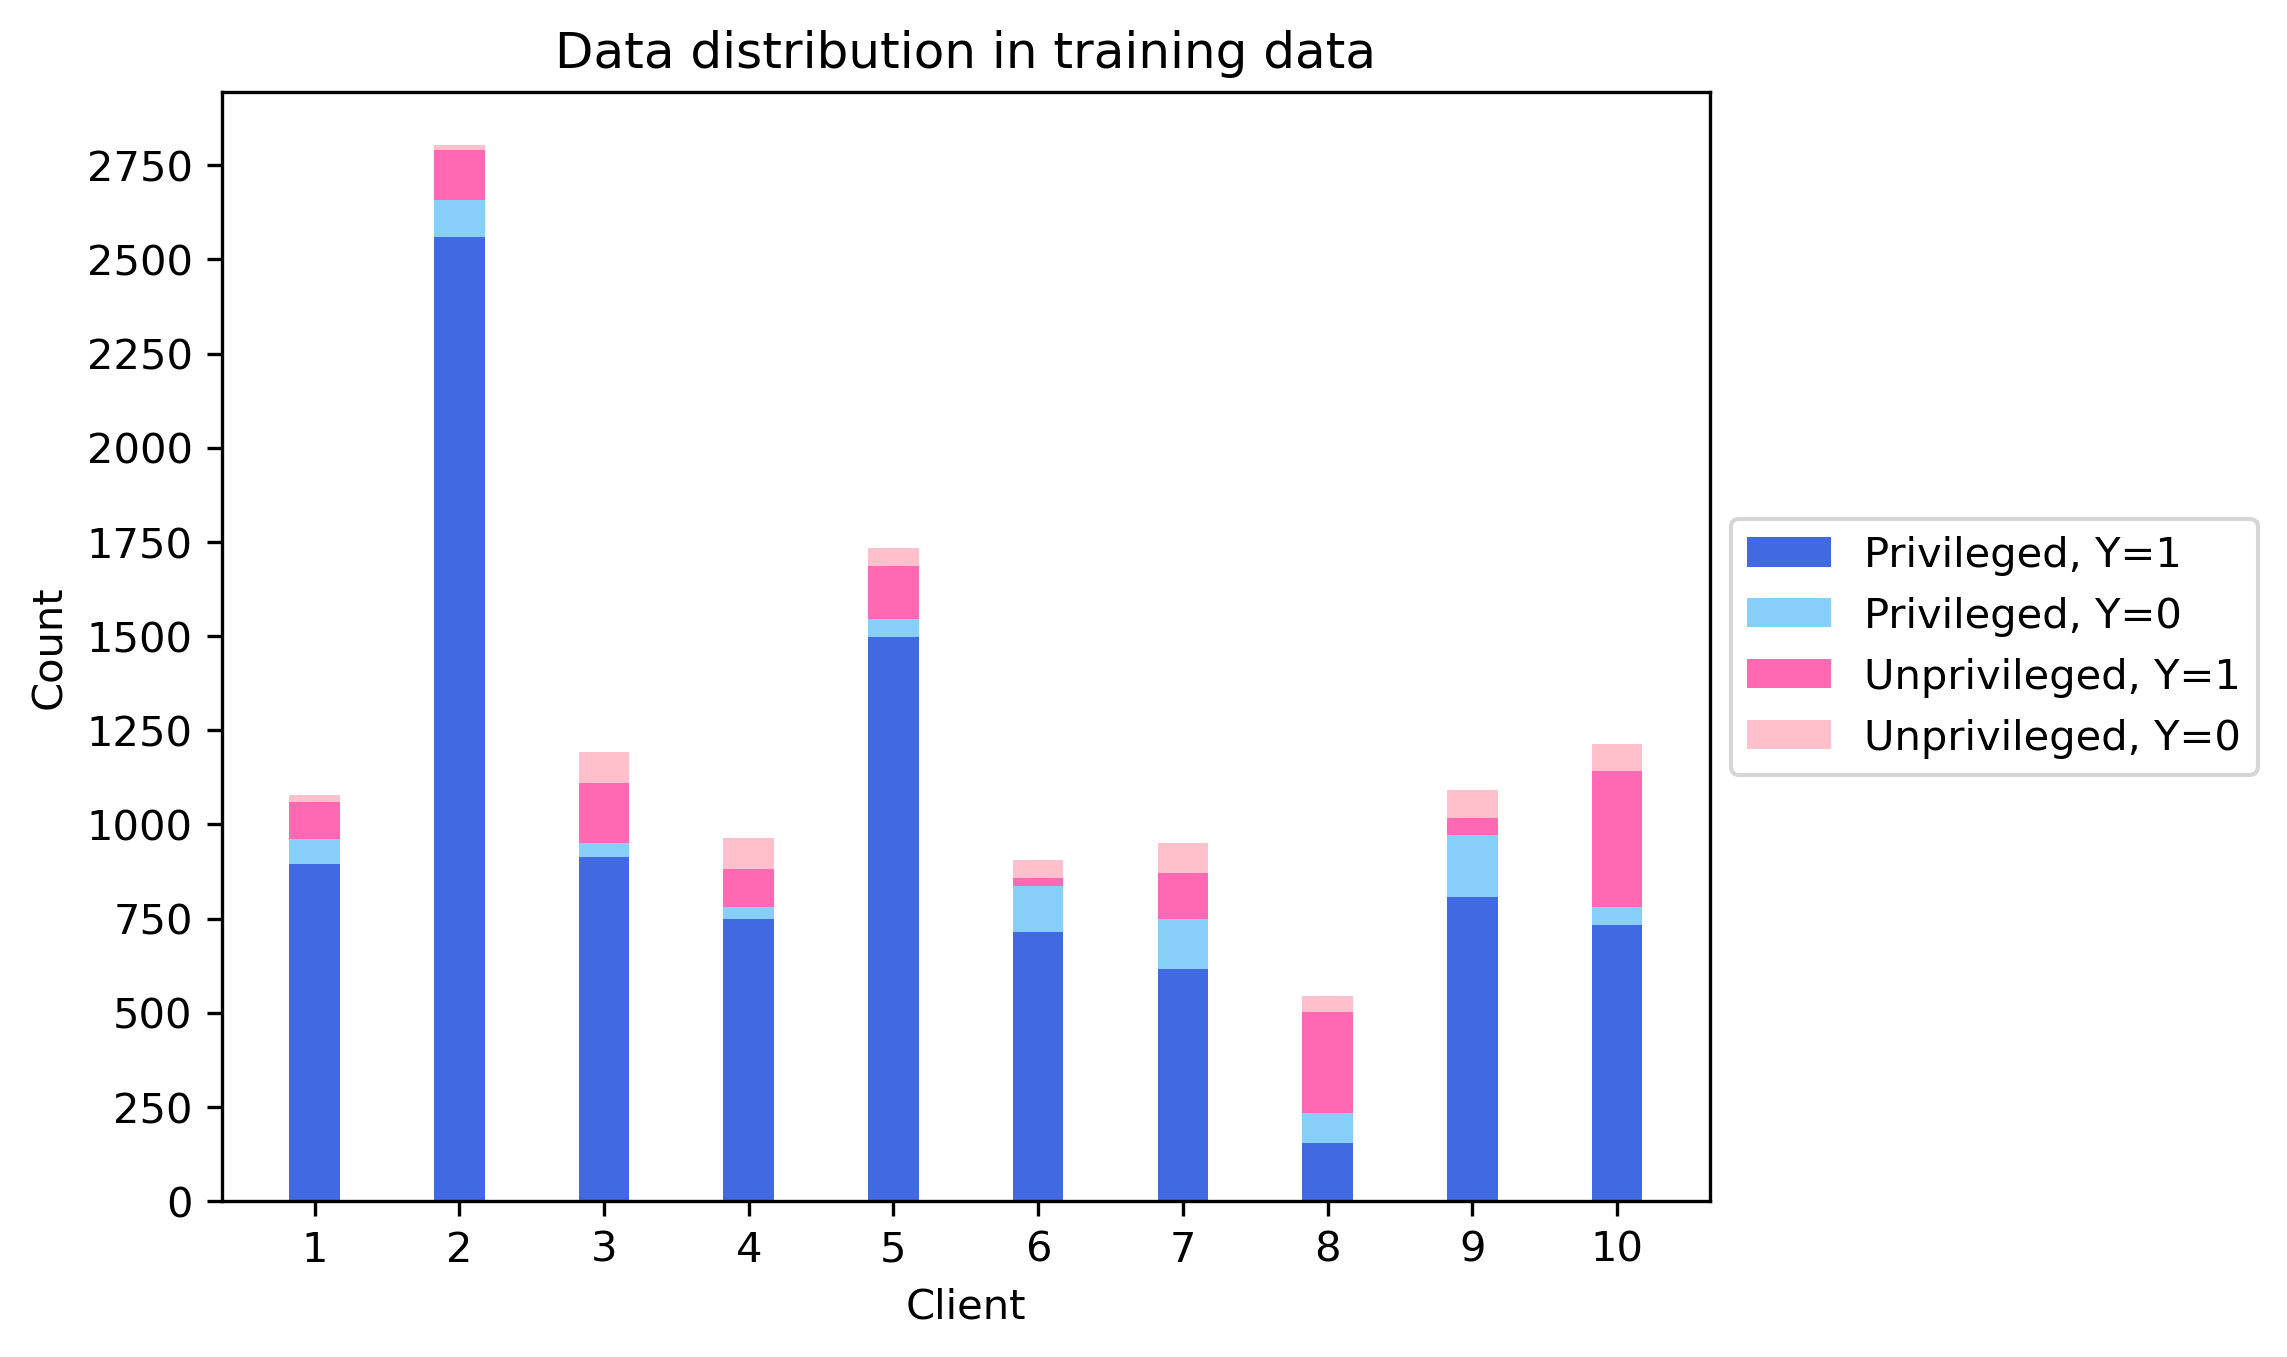 Data distribution in training data
Count
2750
2500
2250
2000
1750
1500
1250
1000
750
500
250
0
1 2 3 4 5 6 7 8 9 10
Client
Privileged, Y=1
Privileged, Y=0
Unprivileged, Y=1
Unprivileged, Y=0